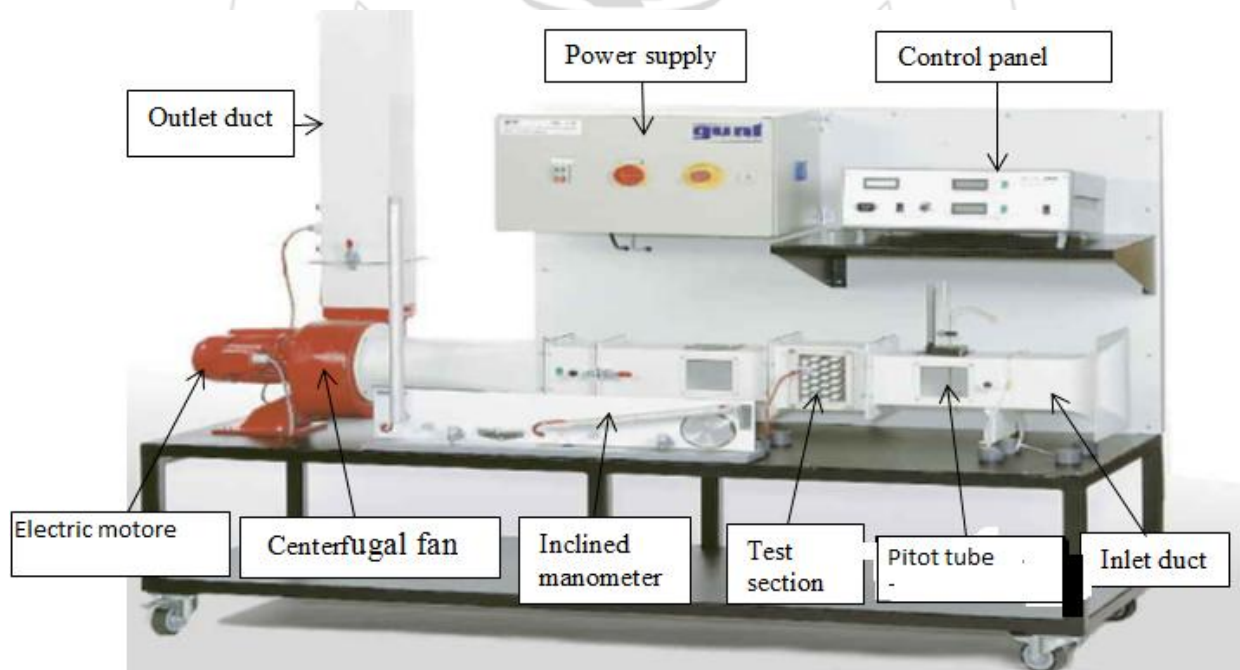 Power supply
Control panel
Outlet duct
gunt
Electric motore
Centerfugal fan
Inclined
manometer
Test
section
Pitot tube
Inlet duct